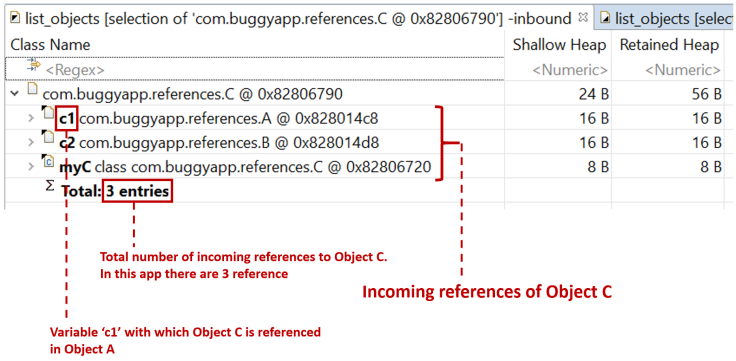 list_objects [selection of 'com.buggyapp.references.C @ 0x82806790'] -inbound
list_objects [selec
Class Name Shallow Heap Retained Heap
<Regex> <Numeric> <Numeric>
com.buggyapp.references.C @ 0x82806790 24 B 56 B
c1 com.buggyapp.references.A @ 0x828014c8 16 B 16 B
c2 com.buggyapp.references.B @ 0x828014d8 16 B 16 B
myC class com.buggyapp.references.C @ 0x82806720 8 B 8 B
Σ Total: 3 entries
Total number of incoming references to Object C.
In this app there are 3 reference
Incoming references of Object C
Variable ‘c1’ with which Object C is referenced
in Object A